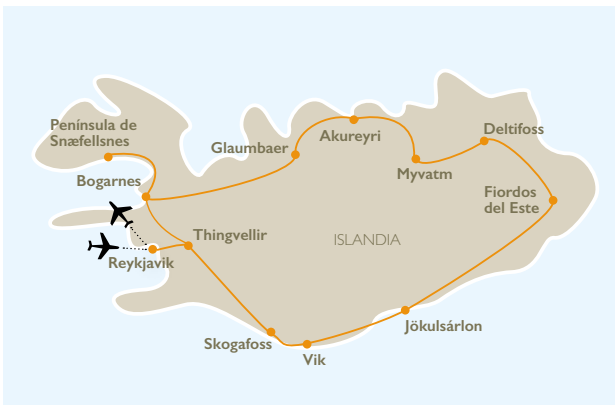 Península de
Snæfellsnes
Bogarnes
Glaumbaer
Akureyri
Myvatm
Deltifoss
Fiordos
del Este
Thingvellir
ISLANDIA
Reykjavik
Skogafoss
Vik
Jökulsárlon